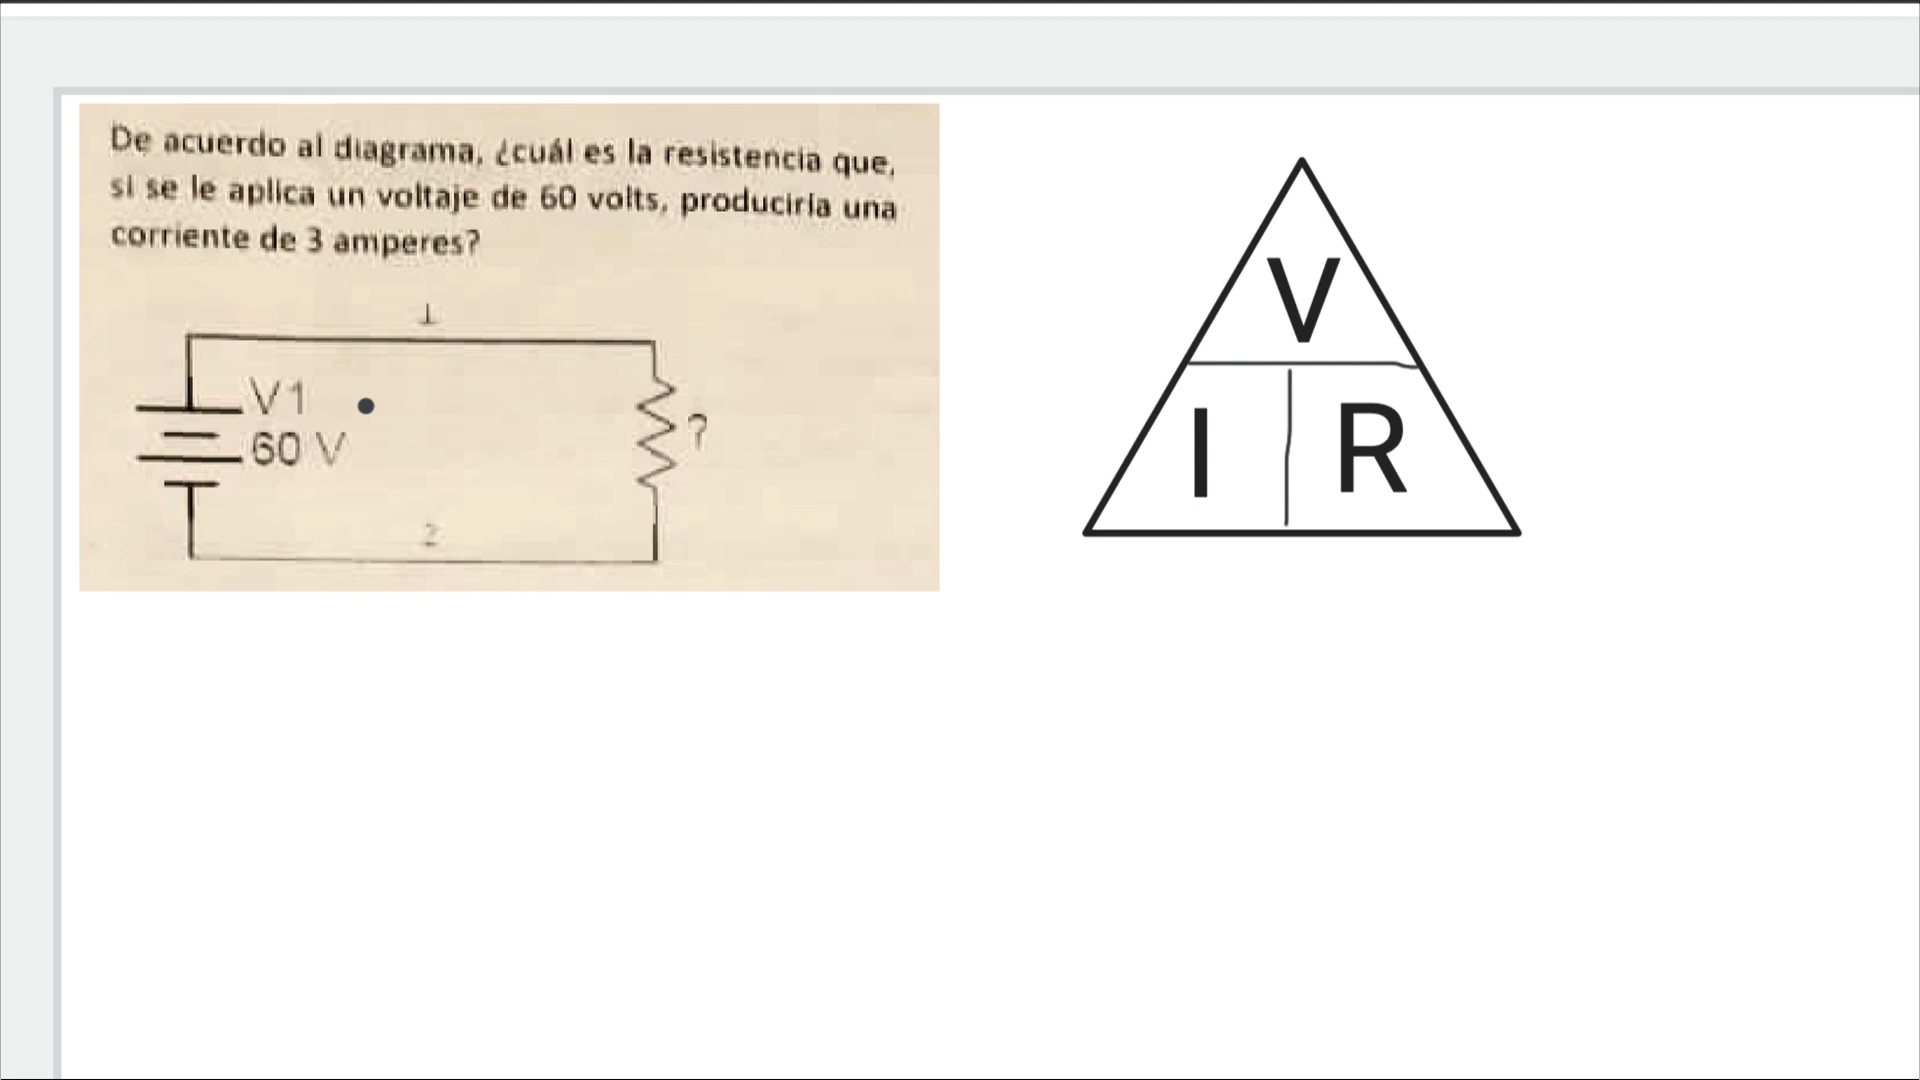 De acuerdo al diagrama, ¿cuál es la resistencia que,
si se le aplica un voltaje de 60 volts, produciría una
corriente de 3 amperes?
1
V1
60 V
?
2
V
I R